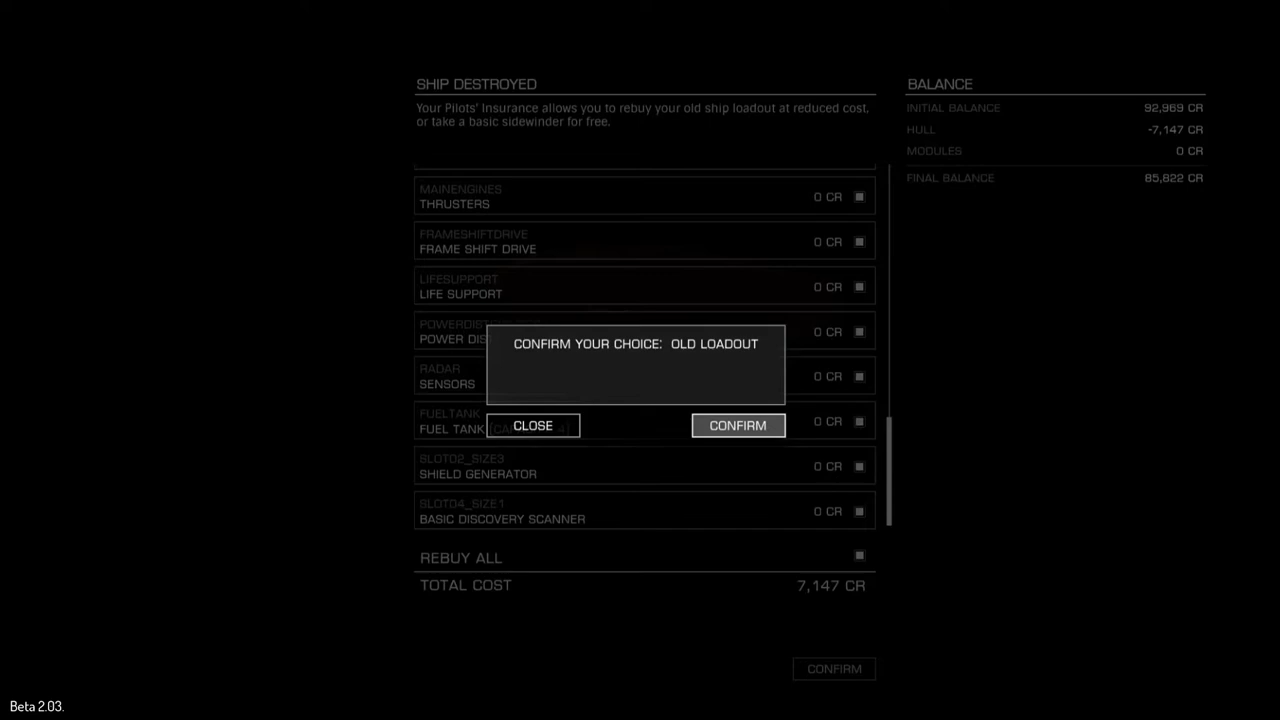 SHIP DESTROYED
Your Pilots' Insurance allows you to rebuy your old ship loadout at reduced cost,
or take a basic sidewinder for free.
BALANCE
INITIAL BALANCE 92,969 CR
HULL -7,147 CR
MODULES 0 CR
FINAL BALANCE 85,822 CR
MAINENGINES
THRUSTERS 0 CR
FRAMESHIFTDRIVE
FRAME SHIFT DRIVE 0 CR
LIFESUPPORT
LIFE SUPPORT 0 CR
POWERDIST
POWER DIS 0 CR
RADAR
SENSORS 0 CR
FUELTANK
FUEL TANK 0 CR
SLOT02_SIZE3
SHIELD GENERATOR 0 CR
SLOT04_SIZE1
BASIC DISCOVERY SCANNER 0 CR
CONFIRM YOUR CHOICE: OLD LOADOUT
CLOSE
CONFIRM
REBUY ALL
TOTAL COST 7,147 CR
CONFIRM
Beta 2.03.